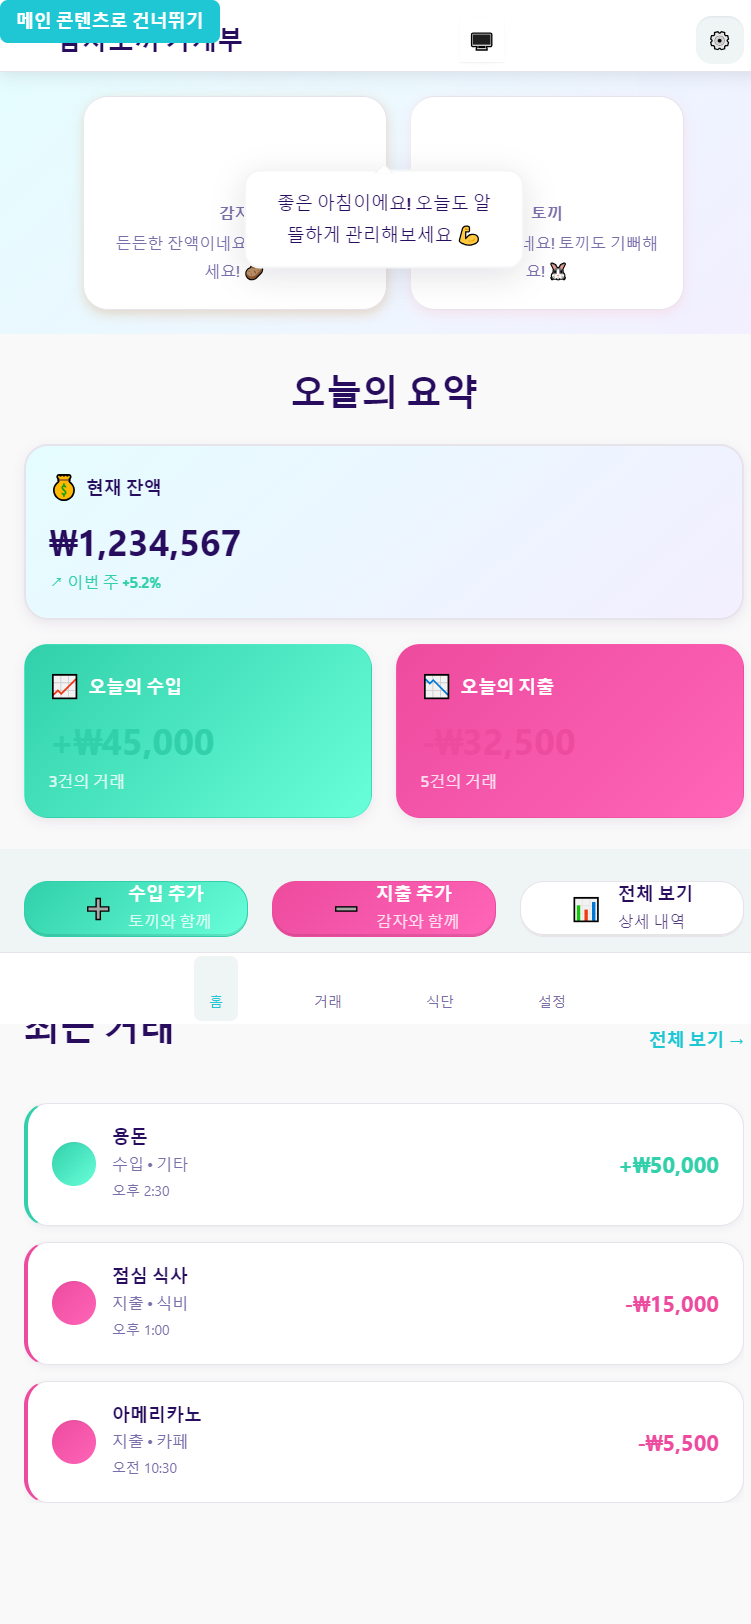 메인 콘텐츠로 건너뛰기
가계부
좋은 아침이에요! 오늘도 알
뜰하게 관리해보세요 💪
든든한 잔액이네요
세요! 🥔
토끼
네요! 토끼도 기뻐해
요! 🐰
오늘의 요약
💰 현재 잔액
₩1,234,567
↗ 이번 주 +5.2%
📈 오늘의 수입
+₩45,000
3건의 거래
📉 오늘의 지출
-₩32,500
5건의 거래
➕ 수입 추가
토끼와 함께
➖ 지출 추가
감자와 함께
📊 전체 보기
상세 내역
홈
거래
식단
설정
최근 거래
전체 보기 →
용돈
수입 • 기타
오후 2:30
+₩50,000
점심 식사
지출 • 식비
오후 1:00
-₩15,000
아메리카노
지출 • 카페
오전 10:30
-₩5,500